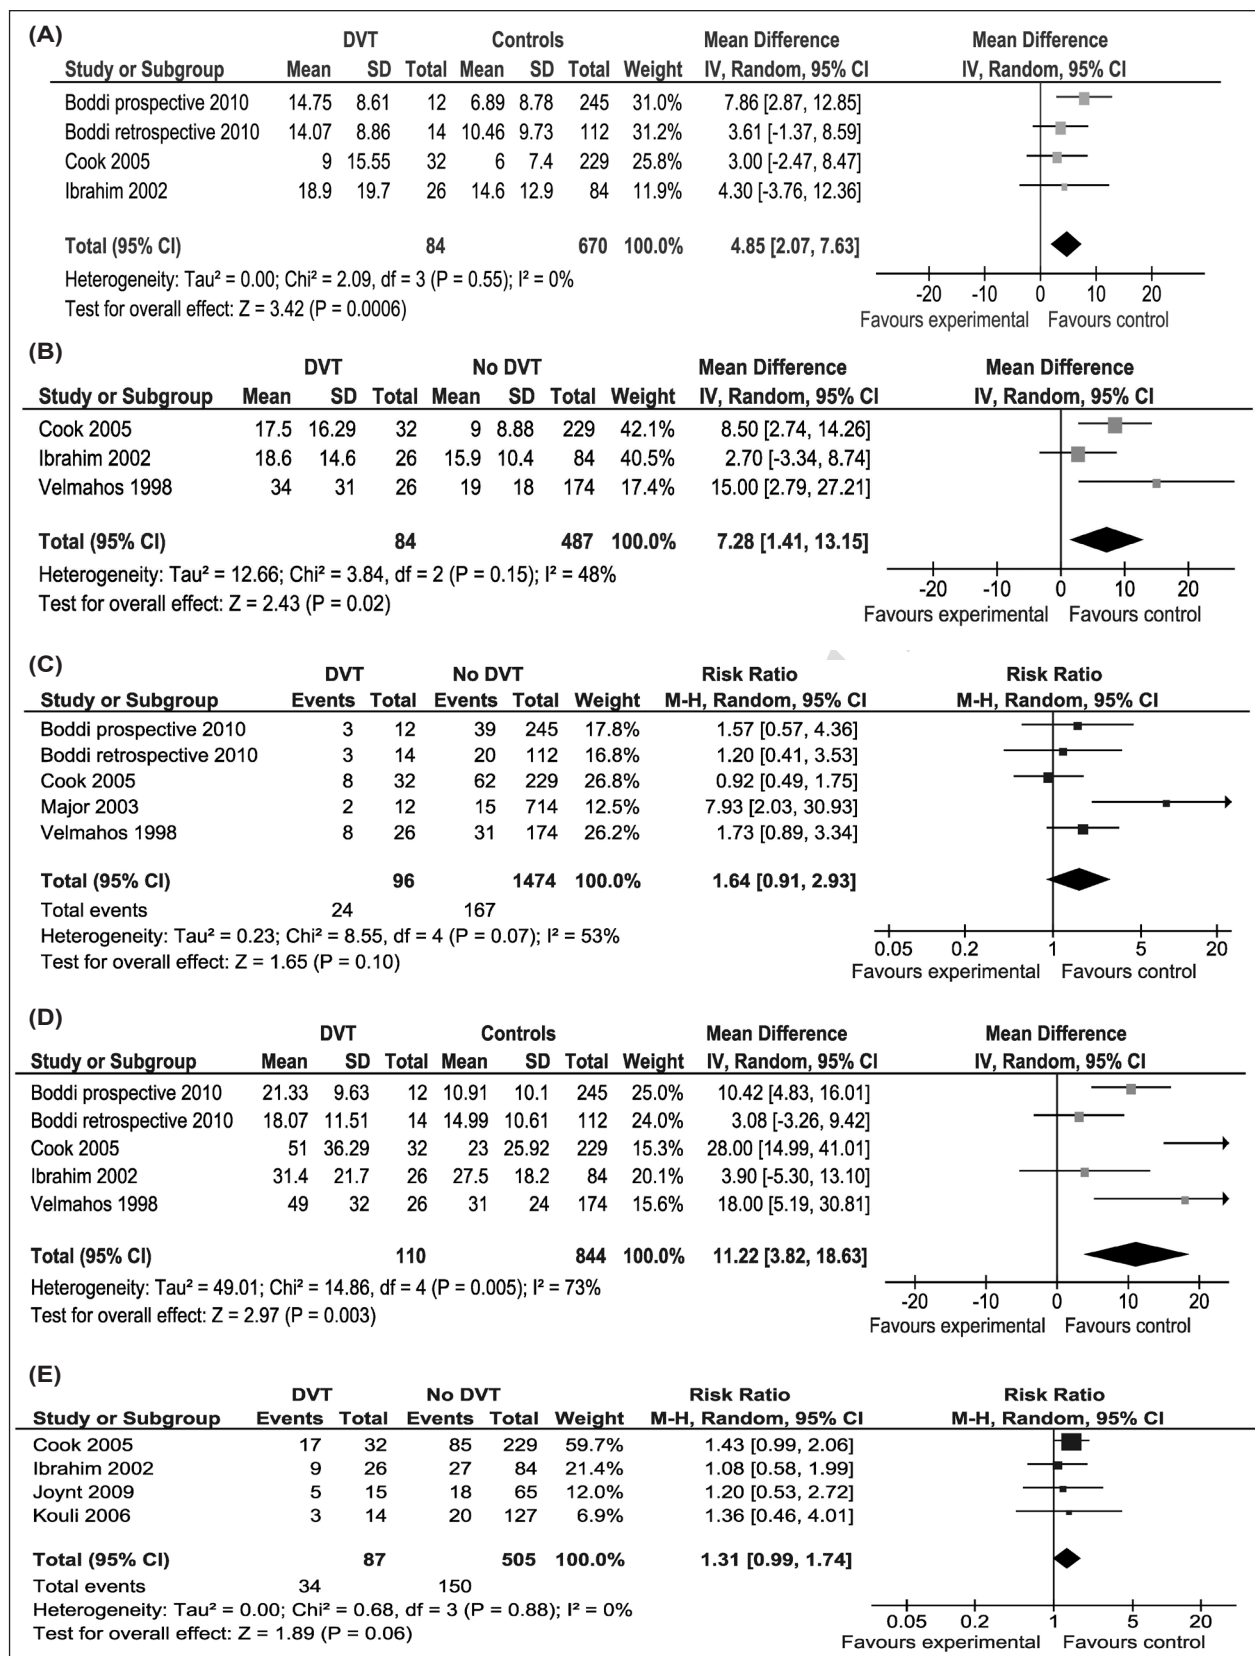 (A)
DVT Controls Mean Difference Mean Difference
Study or Subgroup Mean SD Total Mean SD Total Weight IV, Random, 95% CI IV, Random, 95% CI
Boddi prospective 2010 14.75 8.61 12 6.89 8.78 245 31.0% 7.86 [2.87, 12.85]
Boddi retrospective 2010 14.07 8.86 14 10.46 9.73 112 31.2% 3.61 [-1.37, 8.59]
Cook 2005 9 15.55 32 6 7.4 229 25.8% 3.00 [-2.47, 8.47]
Ibrahim 2002 18.9 19.7 26 14.6 12.9 84 11.9% 4.30 [-3.76, 12.36]
Total (95% CI) 84 670 100.0% 4.85 [2.07, 7.63]
Heterogeneity: Tau² = 0.00; Chi² = 2.09, df = 3 (P = 0.55); I² = 0%
Test for overall effect: Z = 3.42 (P = 0.0006)
-20 -10 0 10 20
Favours experimental Favours control
(B)
DVT No DVT Mean Difference Mean Difference
Study or Subgroup Mean SD Total Mean SD Total Weight IV, Random, 95% CI IV, Random, 95% CI
Cook 2005 17.5 16.29 32 9 8.88 229 42.1% 8.50 [2.74, 14.26]
Ibrahim 2002 18.6 14.6 26 15.9 10.4 84 40.5% 2.70 [-3.34, 8.74]
Velmahos 1998 34 31 26 19 18 174 17.4% 15.00 [2.79, 27.21]
Total (95% CI) 84 487 100.0% 7.28 [1.41, 13.15]
Heterogeneity: Tau² = 12.66; Chi² = 3.84, df = 2 (P = 0.15); I² = 48%
Test for overall effect: Z = 2.43 (P = 0.02)
-20 -10 0 10 20
Favours experimental Favours control
(C)
DVT No DVT Risk Ratio Risk Ratio
Study or Subgroup Events Total Events Total Weight M-H, Random, 95% CI M-H, Random, 95% CI
Boddi prospective 2010 3 12 39 245 17.8% 1.57 [0.57, 4.36]
Boddi retrospective 2010 3 14 20 112 16.8% 1.20 [0.41, 3.53]
Cook 2005 8 32 62 229 26.8% 0.92 [0.49, 1.75]
Major 2003 2 12 15 714 12.5% 7.93 [2.03, 30.93]
Velmahos 1998 8 26 31 174 26.2% 1.73 [0.89, 3.34]
Total (95% CI) 96 1474 100.0% 1.64 [0.91, 2.93]
Total events 24 167
Heterogeneity: Tau² = 0.23; Chi² = 8.55, df = 4 (P = 0.07); I² = 53%
Test for overall effect: Z = 1.65 (P = 0.10)
0.05 0.2 1 5 20
Favours experimental Favours control
(D)
DVT Controls Mean Difference Mean Difference
Study or Subgroup Mean SD Total Mean SD Total Weight IV, Random, 95% CI IV, Random, 95% CI
Boddi prospective 2010 21.33 9.63 12 10.91 10.1 245 25.0% 10.42 [4.83, 16.01]
Boddi retrospective 2010 18.07 11.51 14 14.99 10.61 112 24.0% 3.08 [-3.26, 9.42]
Cook 2005 51 36.29 32 23 25.92 229 15.3% 28.00 [14.99, 41.01]
Ibrahim 2002 31.4 21.7 26 27.5 18.2 84 20.1% 3.90 [-5.30, 13.10]
Velmahos 1998 49 32 26 31 24 174 15.6% 18.00 [5.19, 30.81]
Total (95% CI) 110 844 100.0% 11.22 [3.82, 18.63]
Heterogeneity: Tau² = 49.01; Chi² = 14.86, df = 4 (P = 0.005); I² = 73%
Test for overall effect: Z = 2.97 (P = 0.003)
-20 -10 0 10 20
Favours experimental Favours control
(E)
DVT No DVT Risk Ratio Risk Ratio
Study or Subgroup Events Total Events Total Weight M-H, Random, 95% CI M-H, Random, 95% CI
Cook 2005 17 32 85 229 59.7% 1.43 [0.99, 2.06]
Ibrahim 2002 9 26 27 84 21.4% 1.08 [0.58, 1.99]
Joynt 2009 5 15 18 65 12.0% 1.20 [0.53, 2.72]
Kouli 2006 3 14 20 127 6.9% 1.36 [0.46, 4.01]
Total (95% CI) 87 505 100.0% 1.31 [0.99, 1.74]
Total events 34 150
Heterogeneity: Tau² = 0.00; Chi² = 0.68, df = 3 (P = 0.88); I² = 0%
Test for overall effect: Z = 1.89 (P = 0.06)
0.05 0.2 1 5 20
Favours experimental Favours control